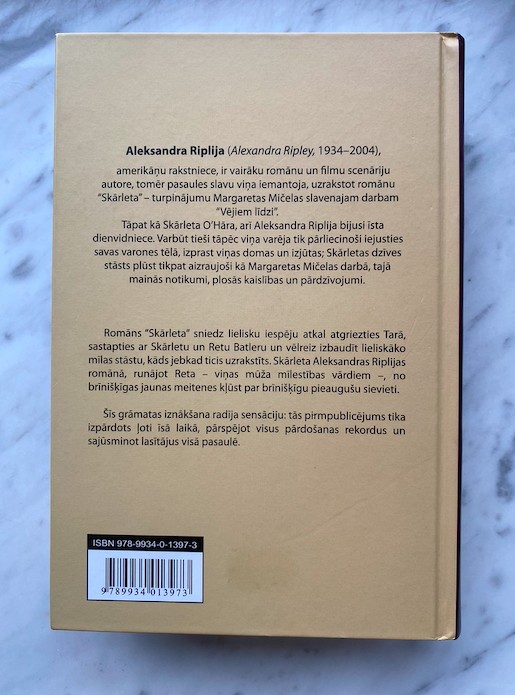 Aleksandra Riplija (Alexandra Ripley, 1934–2004),
amerikāņu rakstniece, ir vairāku romānu un filmu scenāriju
autore, tomēr pasaules slavu viņa iemantoja, uzrakstot romānu
“Skārleta” – turpinājumu Margaretas Mičelas slavenajam darbam
“Vējiem līdzi”.
Tāpat kā Skārleta O’Hāra, arī Aleksandra Riplija bijusi īsta
dienvidniece. Varbūt tieši tāpēc viņa varēja tik pārliecinoši iejusties
savas varones tēlā, izprast viņas domas un izjūtas; Skārletas dzīves
stāsts plūst tikpat aizraujoši kā Margaretas Mičelas darbā, tajā
mainās notikumi, plosās kaislības un pārdzīvojumi.
Romāns “Skārleta” sniedz lielisku iespēju atkal atgriezties Tarā,
sastapties ar Skārletu un Retu Batleru un vēlreiz izbaudīt lieliskāko
mīlas stāstu, kāds jebkad ticis uzrakstīts. Skārleta Aleksandras Riplijas
romānā, runājot Reta – viņas mūža mīlestības vārdiem –, no
brīnišķīgas jaunas meitenes kļūst par brīnišķīgu pieaugušu sievieti.
Šīs grāmatas iznākšana radīja sensāciju: tās pirmpublicējums tika
izpārdots ļoti īsā laikā, pārspējot visus pārdošanas rekordus un
sajūsminot lasītājus visā pasaulē.
ISBN 978-9934-0-1397-3
9 789934 013973